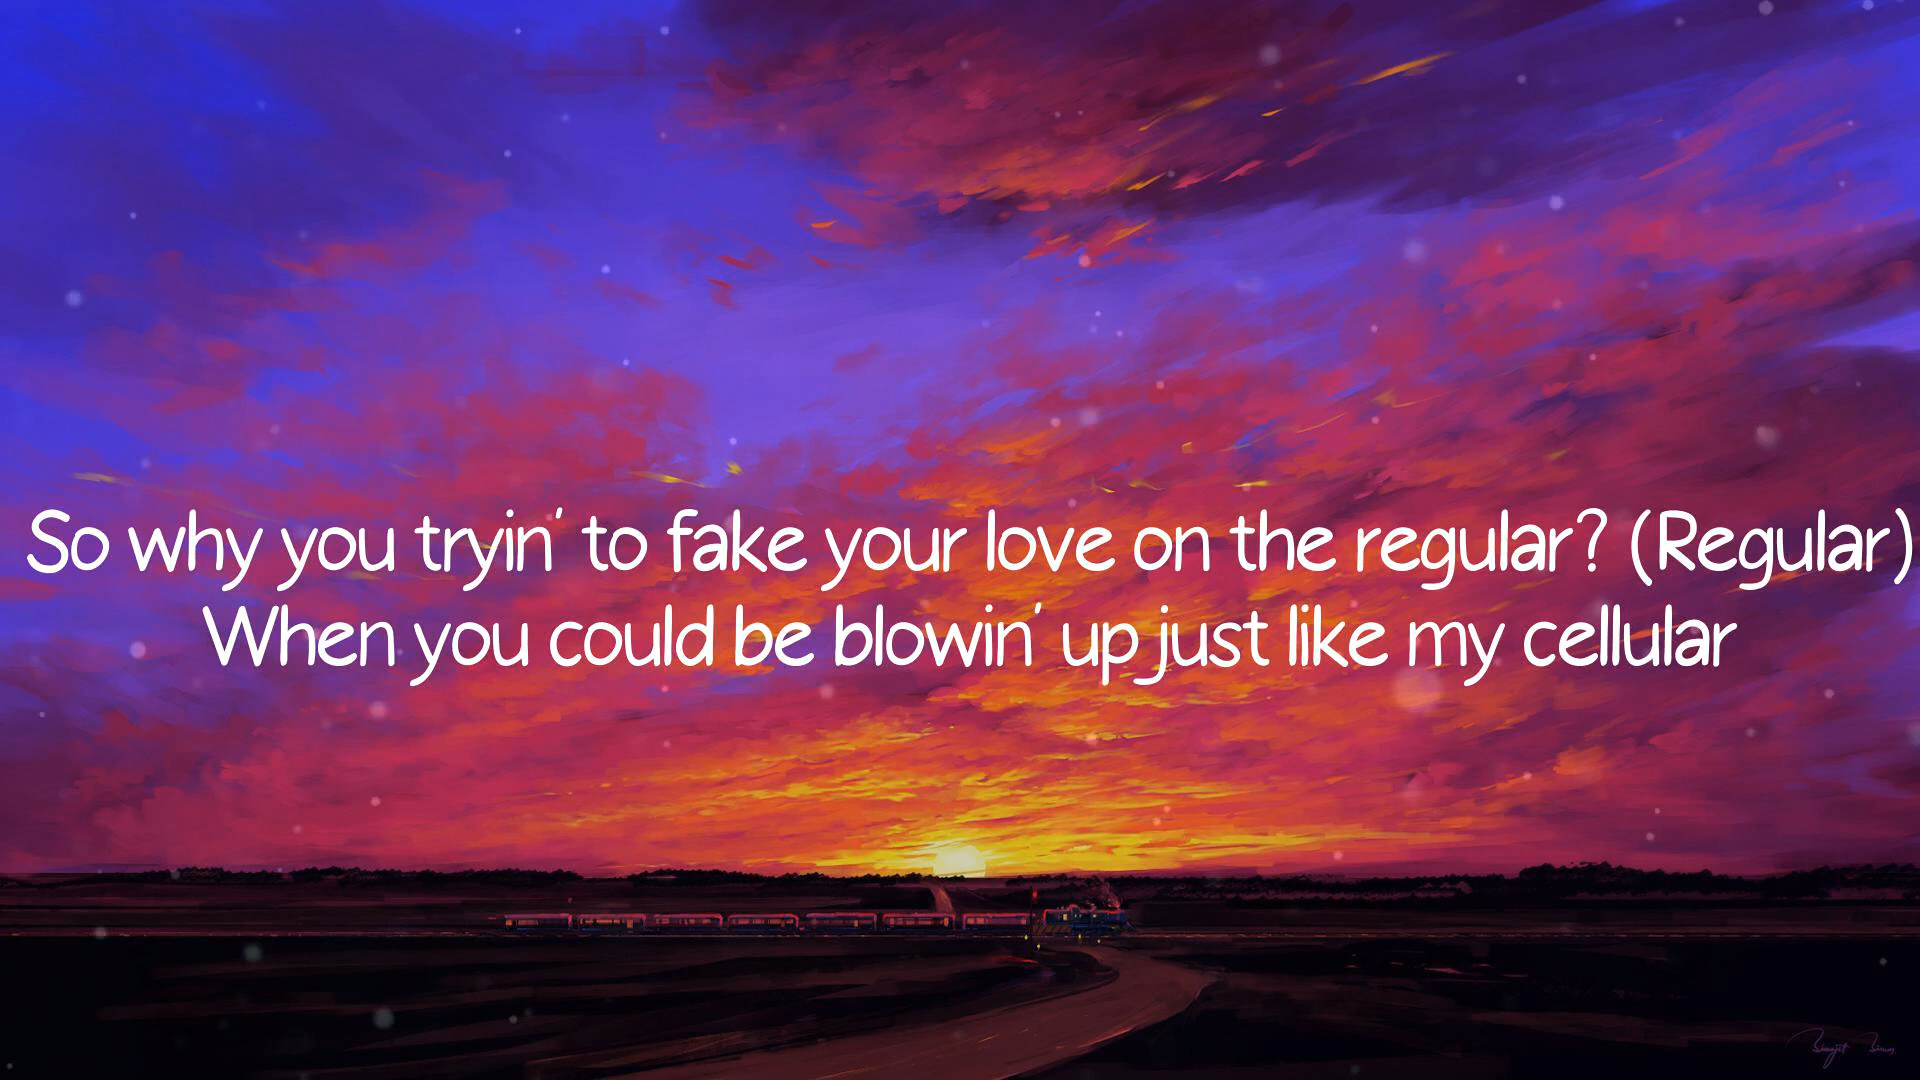 So why you tryin' to fake your love on the regular? (Regular)
When you could be blowin' up just like my cellular